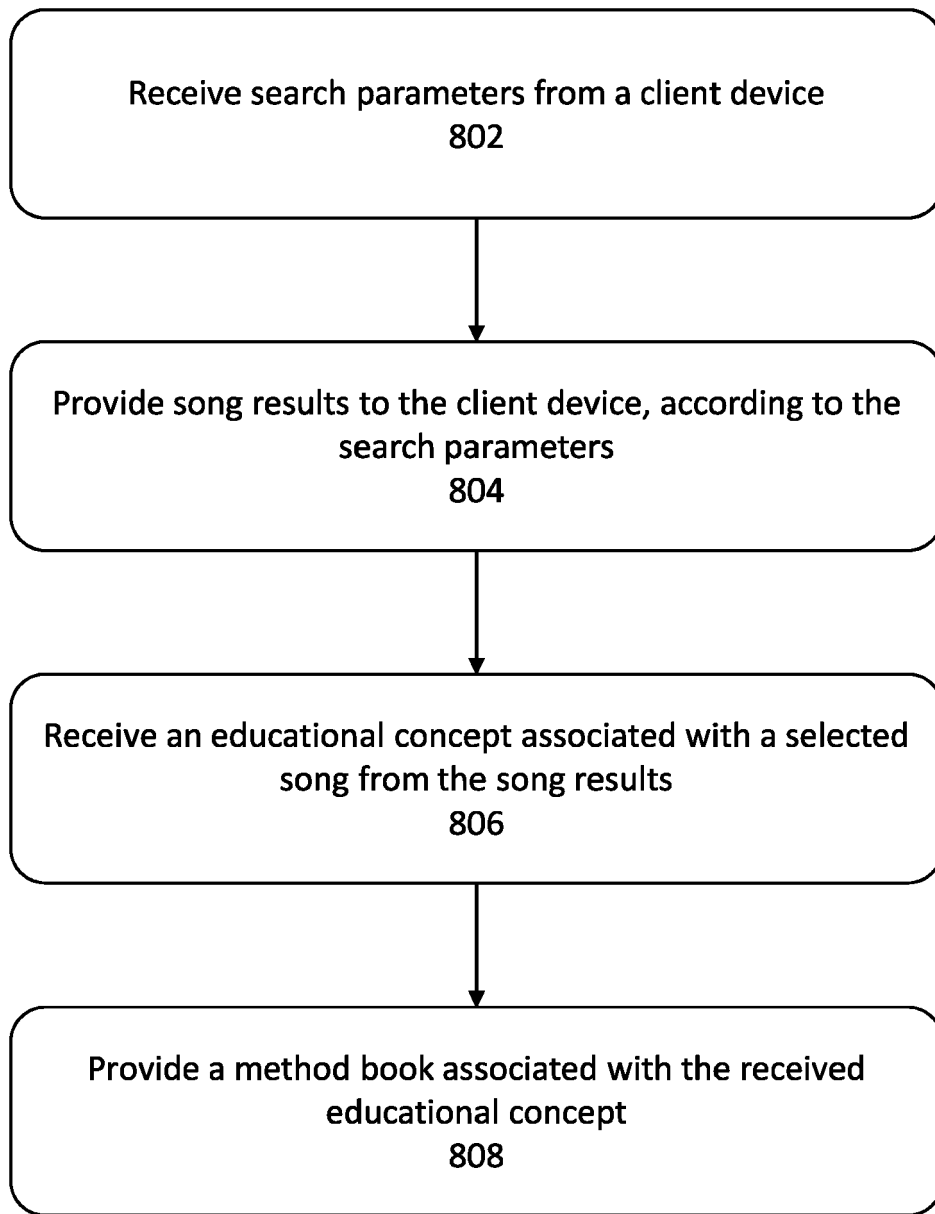 Receive search parameters from a client device
802
Provide song results to the client device, according to the
search parameters
804
Receive an educational concept associated with a selected
song from the song results
806
Provide a method book associated with the received
educational concept
808